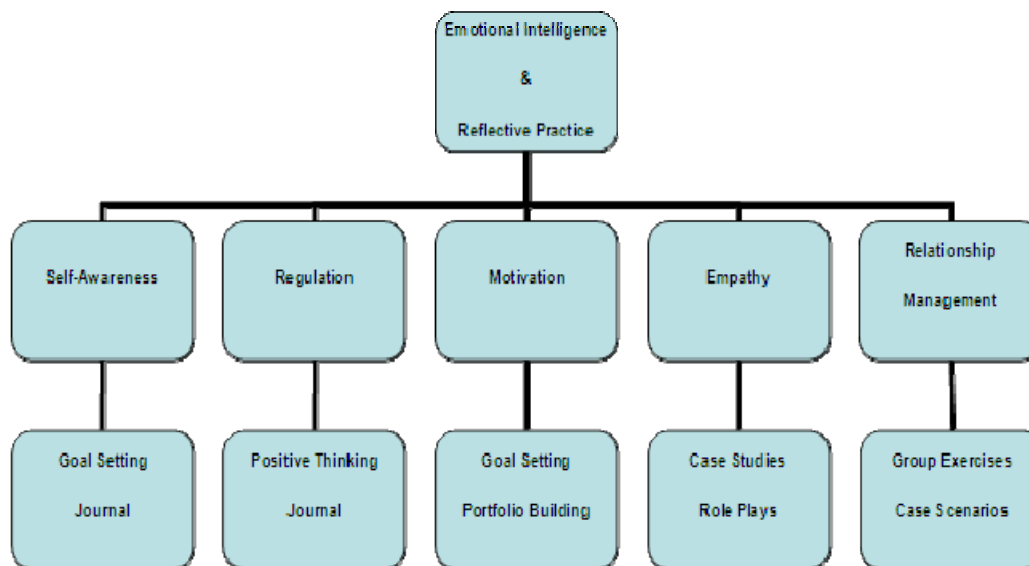 Emotional Intelligence
&
Reflective Practice
Self-Awareness
Regulation
Motivation
Empathy
Relationship
Management
Goal Setting
Journal
Positive Thinking
Journal
Goal Setting
Portfolio Building
Case Studies
Role Plays
Group Exercises
Case Scenarios